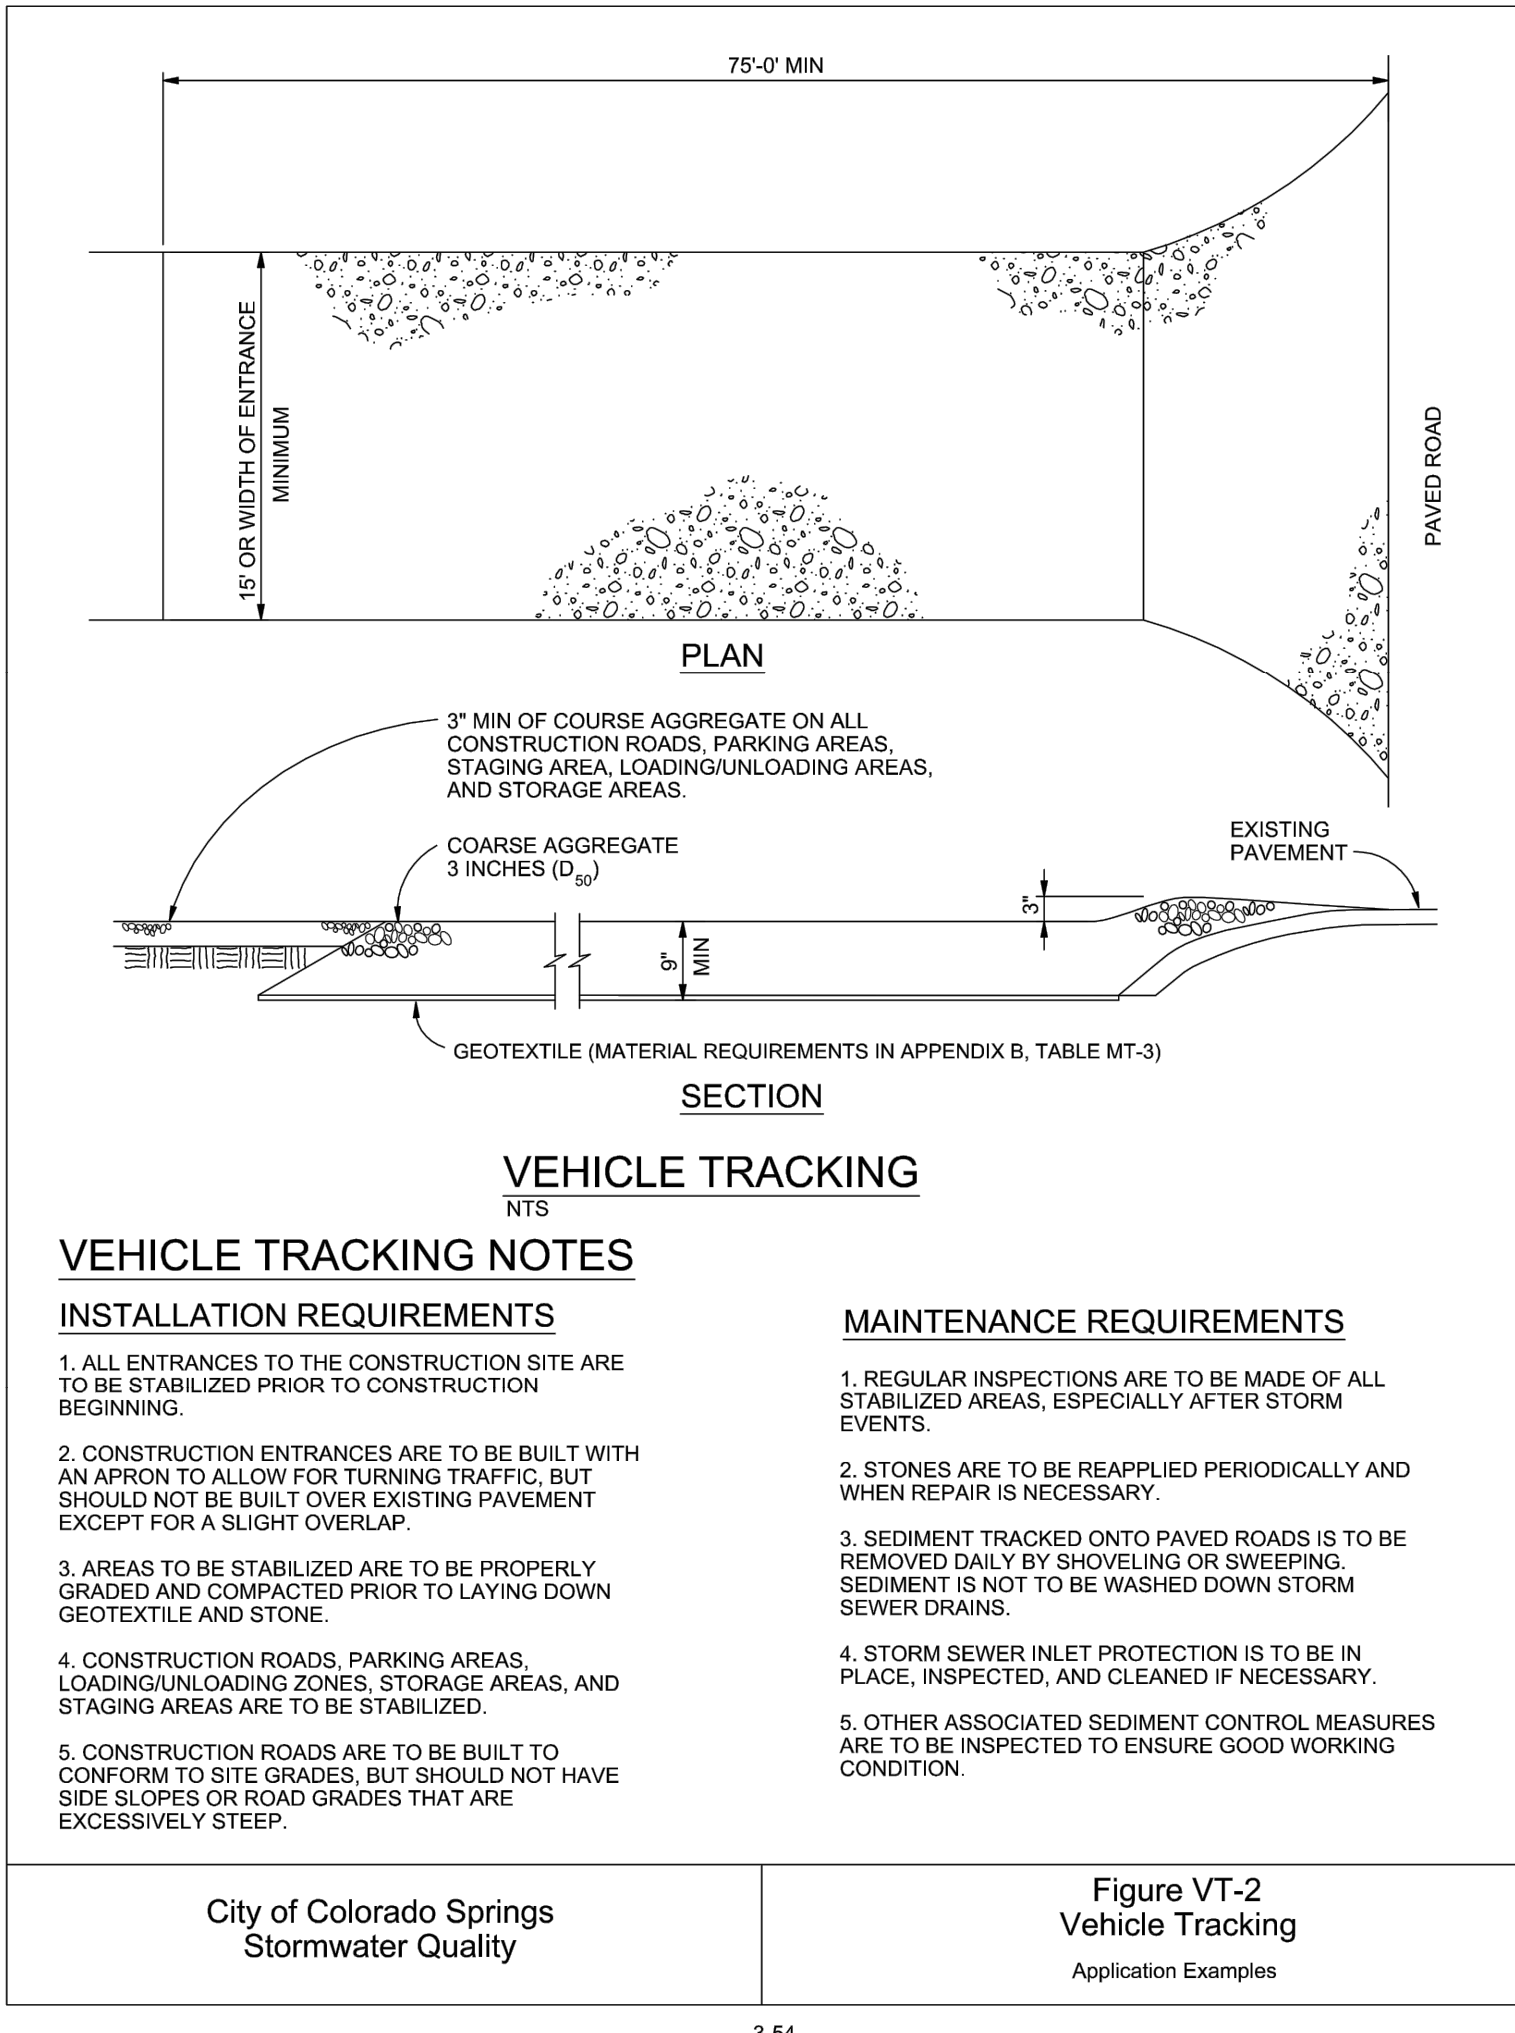 75'-0' MIN
15' OR WIDTH OF ENTRANCE
MINIMUM
PAVED ROAD
PLAN
3" MIN OF COURSE AGGREGATE ON ALL
CONSTRUCTION ROADS, PARKING AREAS,
STAGING AREA, LOADING/UNLOADING AREAS,
AND STORAGE AREAS.
COARSE AGGREGATE
3 INCHES (D50)
EXISTING
PAVEMENT
3"
9"
MIN
GEOTEXTILE (MATERIAL REQUIREMENTS IN APPENDIX B, TABLE MT-3)
SECTION
VEHICLE TRACKING
NTS
VEHICLE TRACKING NOTES
INSTALLATION REQUIREMENTS
1. ALL ENTRANCES TO THE CONSTRUCTION SITE ARE
TO BE STABILIZED PRIOR TO CONSTRUCTION
BEGINNING.
2. CONSTRUCTION ENTRANCES ARE TO BE BUILT WITH
AN APRON TO ALLOW FOR TURNING TRAFFIC, BUT
SHOULD NOT BE BUILT OVER EXISTING PAVEMENT
EXCEPT FOR A SLIGHT OVERLAP.
3. AREAS TO BE STABILIZED ARE TO BE PROPERLY
GRADED AND COMPACTED PRIOR TO LAYING DOWN
GEOTEXTILE AND STONE.
4. CONSTRUCTION ROADS, PARKING AREAS,
LOADING/UNLOADING ZONES, STORAGE AREAS, AND
STAGING AREAS ARE TO BE STABILIZED.
5. CONSTRUCTION ROADS ARE TO BE BUILT TO
CONFORM TO SITE GRADES, BUT SHOULD NOT HAVE
SIDE SLOPES OR ROAD GRADES THAT ARE
EXCESSIVELY STEEP.
MAINTENANCE REQUIREMENTS
1. REGULAR INSPECTIONS ARE TO BE MADE OF ALL
STABILIZED AREAS, ESPECIALLY AFTER STORM
EVENTS.
2. STONES ARE TO BE REAPPLIED PERIODICALLY AND
WHEN REPAIR IS NECESSARY.
3. SEDIMENT TRACKED ONTO PAVED ROADS IS TO BE
REMOVED DAILY BY SHOVELING OR SWEEPING.
SEDIMENT IS NOT TO BE WASHED DOWN STORM
SEWER DRAINS.
4. STORM SEWER INLET PROTECTION IS TO BE IN
PLACE, INSPECTED, AND CLEANED IF NECESSARY.
5. OTHER ASSOCIATED SEDIMENT CONTROL MEASURES
ARE TO BE INSPECTED TO ENSURE GOOD WORKING
CONDITION.
City of Colorado Springs
Stormwater Quality
Figure VT-2
Vehicle Tracking
Application Examples
3-54